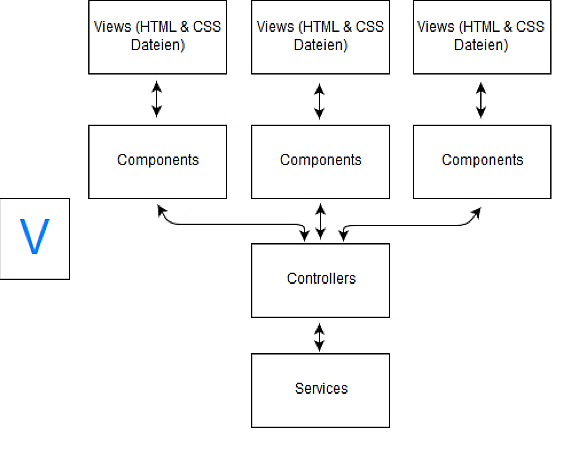 Views (HTML & CSS
Dateien)
Views (HTML & CSS
Dateien)
Views (HTML & CSS
Dateien)
Components
Components
Components
V
Controllers
Services